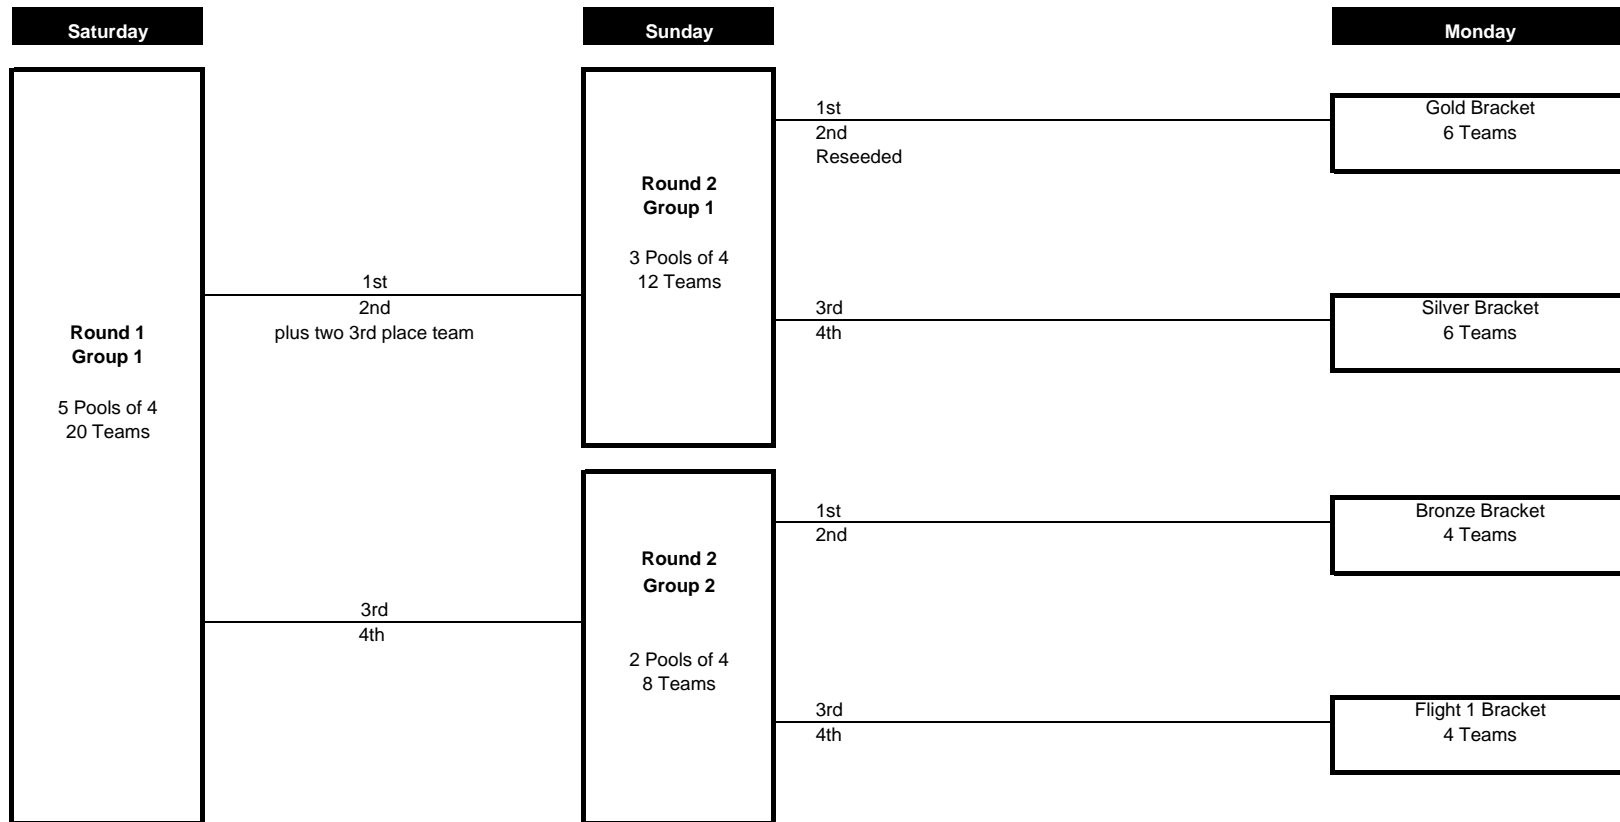 Saturday
Sunday
Monday
Round 1
Group 1
5 Pools of 4
20 Teams
1st
2nd
plus two 3rd place team
3rd
4th
Round 2
Group 1
3 Pools of 4
12 Teams
Round 2
Group 2
2 Pools of 4
8 Teams
1st
2nd
Reseeded
3rd
4th
1st
2nd
3rd
4th
Gold Bracket
6 Teams
Silver Bracket
6 Teams
Bronze Bracket
4 Teams
Flight 1 Bracket
4 Teams